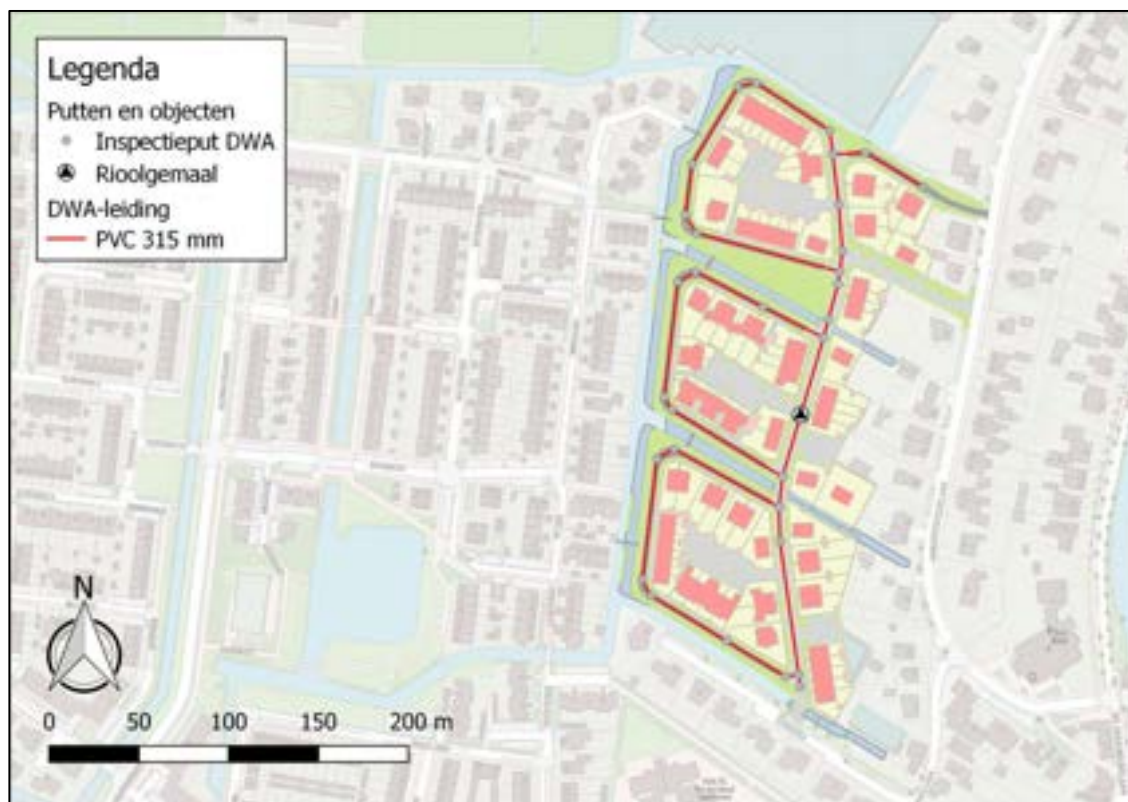 Legenda
Putten en objecten
Inspectieput DWA
Rioolgemaal
DWA-leiding
PVC 315 mm
N
0 50 100 150 200 m